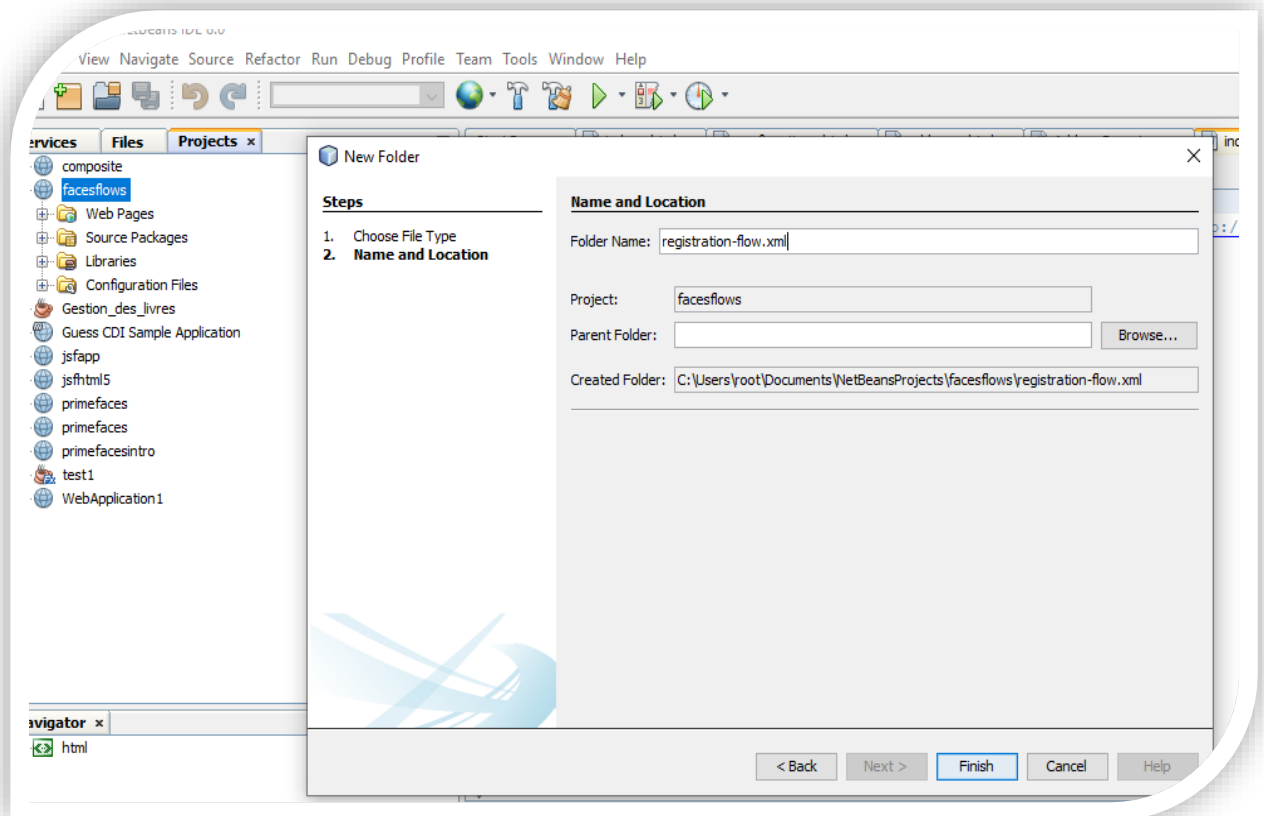 View Navigate Source Refactor Run Debug Profile Team Tools Window Help
Files Projects ×
composite
facesflows
Web Pages
Source Packages
Libraries
Configuration Files
Gestion_des_livres
Guess CDI Sample Application
jsfapp
jsfhtml5
primefaces
primefaces
primefacesintro
test1
WebApplication1
avigator ×
html
New Folder
Steps
1. Choose File Type
2. Name and Location
Name and Location
Folder Name: registration-flow.xml
Project: facesflows
Parent Folder: Browse...
Created Folder: C:\Users\root\Documents\NetBeansProjects\facesflows\registration-flow.xml
< Back Next > Finish Cancel Help